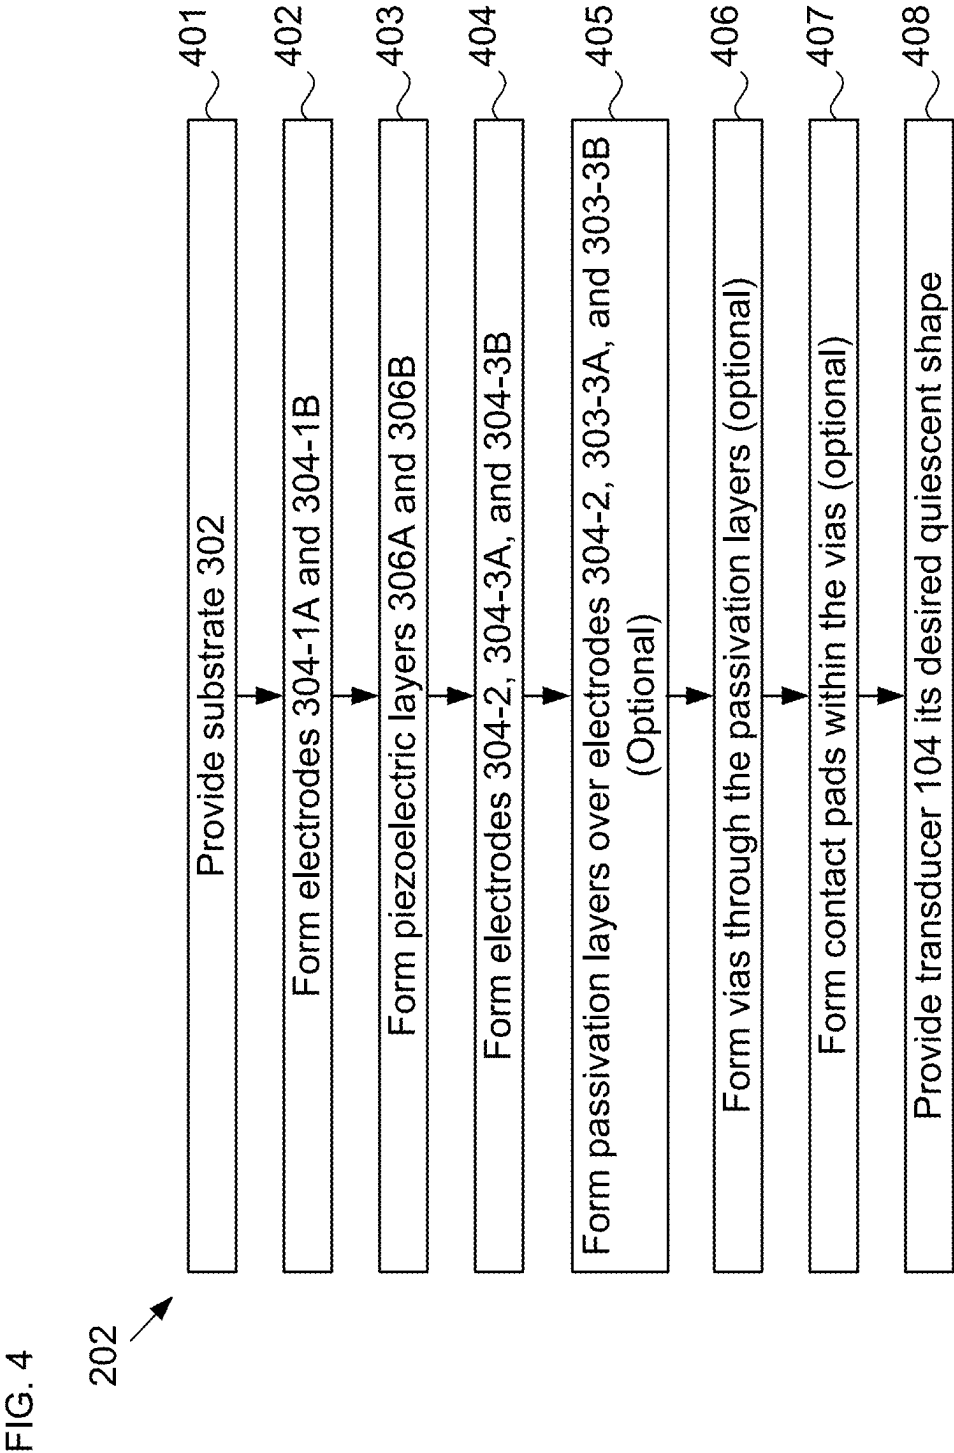 FIG. 4
202
Provide substrate 302
401
Form electrodes 304-1A and 304-1B
402
Form piezoelectric layers 306A and 306B
403
Form electrodes 304-2, 304-3A, and 304-3B
404
Form passivation layers over electrodes 304-2, 303-3A, and 303-3B
(Optional)
405
Form vias through the passivation layers (optional)
406
Form contact pads within the vias (optional)
407
Provide transducer 104 its desired quiescent shape
408